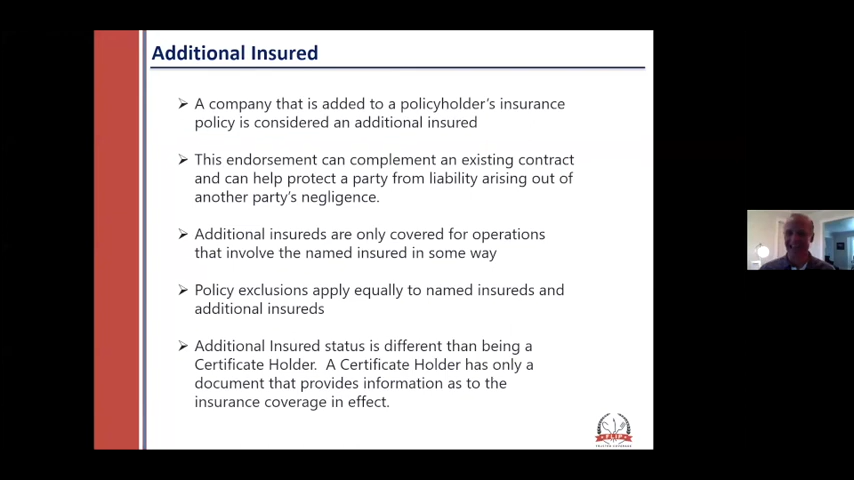 Additional Insured
➢ A company that is added to a policyholder's insurance
policy is considered an additional insured
➢ This endorsement can complement an existing contract
and can help protect a party from liability arising out of
another party's negligence.
➢ Additional insureds are only covered for operations
that involve the named insured in some way
➢ Policy exclusions apply equally to named insureds and
additional insureds
➢ Additional Insured status is different than being a
Certificate Holder.  A Certificate Holder has only a
document that provides information as to the
insurance coverage in effect.
FLIP